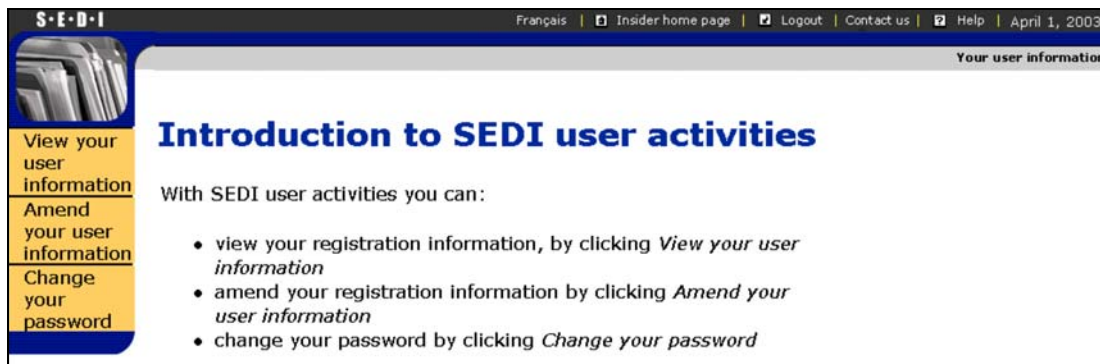 S•E•D•I
Français | Insider home page | Logout | Contact us | Help | April 1, 2003
Your user information
View your
user
information
Amend
your user
information
Change
your
password
Introduction to SEDI user activities
With SEDI user activities you can:
• view your registration information, by clicking View your user
information
• amend your registration information by clicking Amend your
user information
• change your password by clicking Change your password